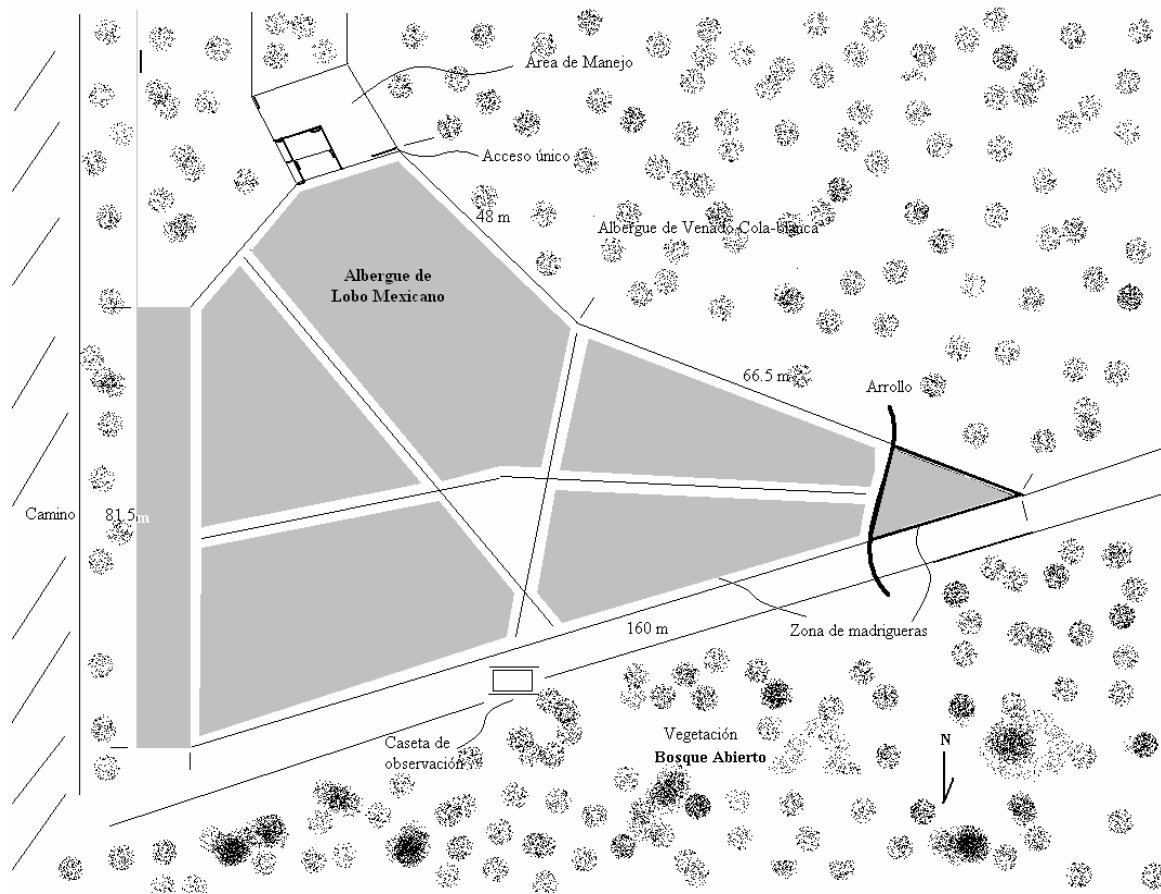 Área de Manejo
Acceso único
48 m
Albergue de Venado Cola-blanca
Albergue de
Lobo Mexicano
66.5 m
Arrollo
Camino
81.5 m
Zona de madrigueras
160 m
Caseta de
observación
Vegetación
Bosque Abierto
N